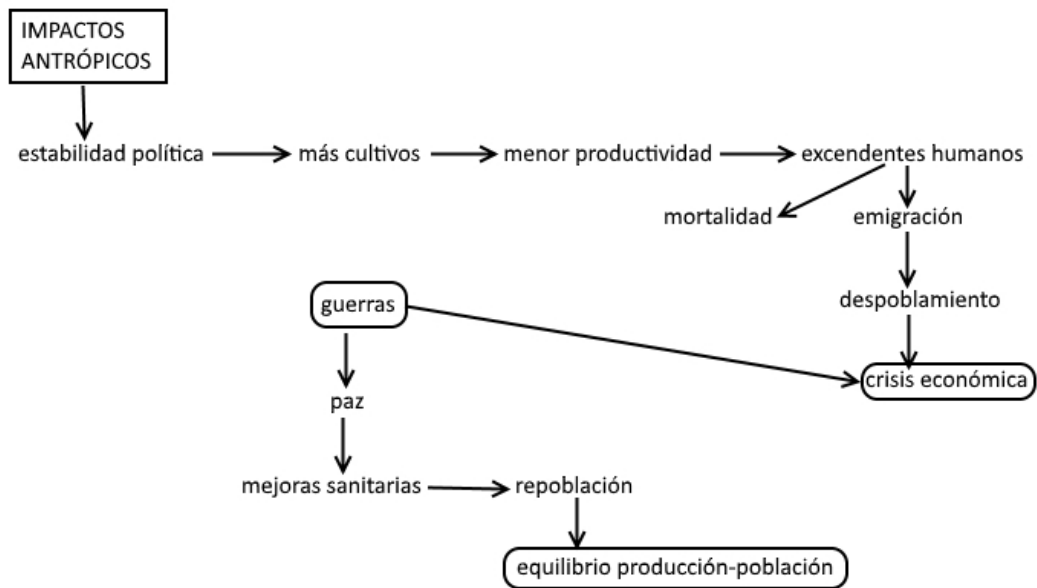 IMPACTOS
ANTRÓPICOS
estabilidad política
más cultivos
menor productividad
excendentes humanos
mortalidad
emigración
despoblamiento
guerras
crisis económica
paz
mejoras sanitarias
repoblación
equilibrio producción-población